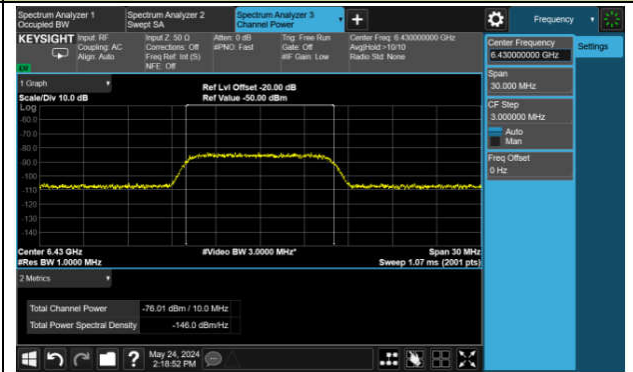 Spectrum Analyzer 1
Occupied BW
Spectrum Analyzer 2
Swept SA
Spectrum Analyzer 3
Channel Power
Frequency
KEYSIGHT
Input: RF
Coupling: AC
Align: Auto
Input Z: 50 Ω
Corrections: Off
Freq Ref: Int (S)
NFE: Off
Atten: 0 dB
#PNO: Fast
Trig: Free Run
Gate: Off
#IF Gain: Low
Center Freq: 6.430000000 GHz
Avg|Hold:>10/10
Radio Std: None
Center Frequency
6.430000000 GHz
Settings
Span
30.000 MHz
CF Step
3.000000 MHz
Auto
Man
Freq Offset
0 Hz
1 Graph
Scale/Div 10.0 dB
Ref Lvl Offset -20.00 dB
Ref Value -50.00 dBm
Log
-60.0
-70.0
-80.0
-90.0
-100
-110
-120
-130
-140
Center 6.43 GHz
#Res BW 1.0000 MHz
#Video BW 3.0000 MHz*
Span 30 MHz
Sweep 1.07 ms (2001 pts)
2 Metrics
Total Channel Power -76.01 dBm / 10.0 MHz
Total Power Spectral Density -146.0 dBm/Hz
May 24, 2024
2:18:52 PM